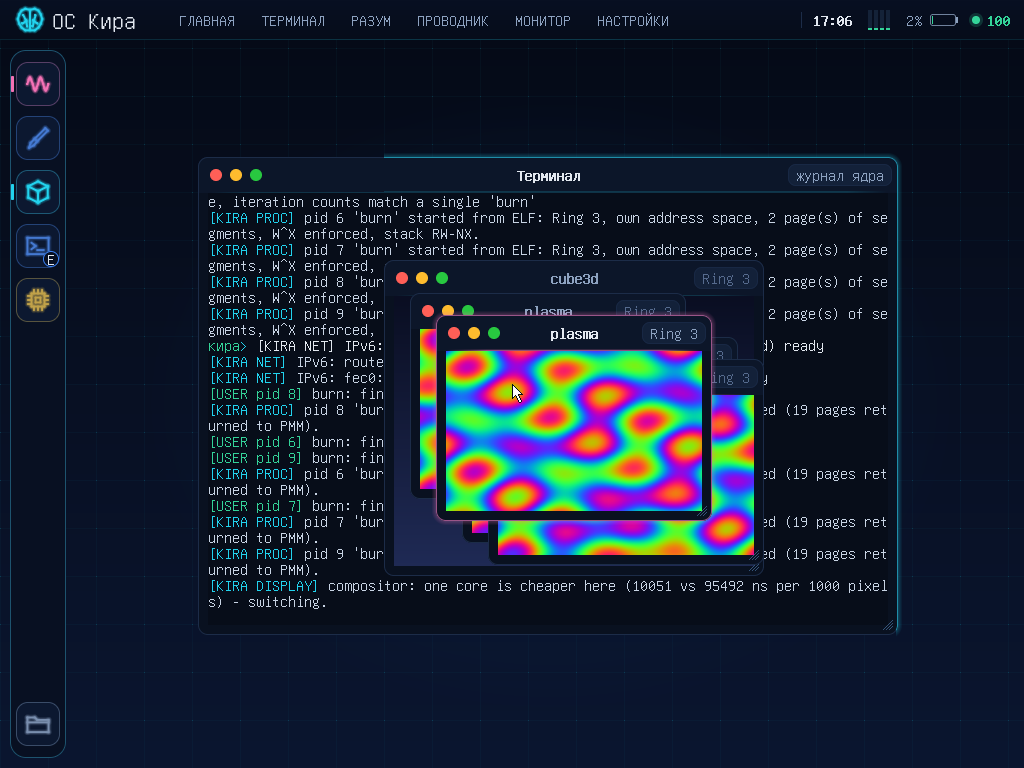 ОС Кира
ГЛАВНАЯ ТЕРМИНАЛ РАЗУМ ПРОВОДНИК МОНИТОР НАСТРОЙКИ
17:06 2% 100
Терминал
журнал ядра
e, iteration counts match a single 'burn'
[KIRA PROC] pid 6 'burn' started from ELF: Ring 3, own address space, 2 page(s) of se
gments, W^X enforced, stack RW-NX.
[KIRA PROC] pid 7 'burn' started from ELF: Ring 3, own address space, 2 page(s) of se
gments, W^X enforced,
[KIRA PROC] pid 8 'bur 2 page(s) of se
gments, W^X enforced,
[KIRA PROC] pid 9 'bur 2 page(s) of se
gments, W^X enforced,
кира> [KIRA NET] IPv6: d) ready
[KIRA NET] IPv6: route
[KIRA NET] IPv6: fec0:
[USER pid 8] burn: fin
[KIRA PROC] pid 8 'bur ed (19 pages ret
urned to PMM).
[USER pid 6] burn: fin
[USER pid 9] burn: fin
[KIRA PROC] pid 6 'bur ed (19 pages ret
urned to PMM).
[USER pid 7] burn: fin
[KIRA PROC] pid 7 'bur ed (19 pages ret
urned to PMM).
[KIRA PROC] pid 9 'bur ed (19 pages ret
urned to PMM).
[KIRA DISPLAY] compositor: one core is cheaper here (10051 vs 95492 ns per 1000 pixel
s) - switching.
cube3d
Ring 3
plasma
Ring 3
plasma
Ring 3
3
ing 3
E